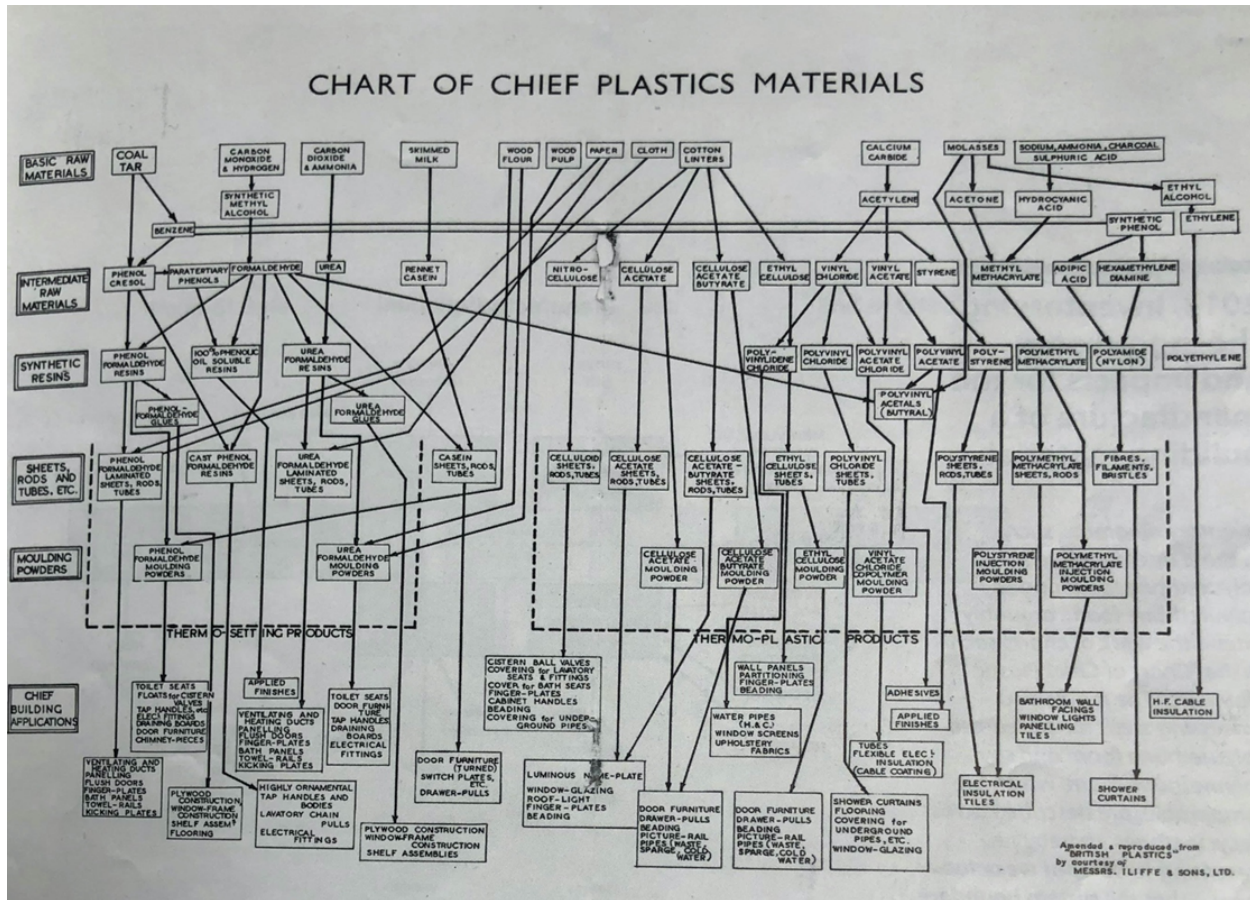 CHART OF CHIEF PLASTICS MATERIALS
BASIC RAW
MATERIALS
COAL
TAR
CARBON
MONOXIDE
& HYDROGEN
CARBON
DIOXIDE
& AMMONIA
SKIMMED
MILK
WOOD
FLOUR
WOOD
PULP
PAPER
CLOTH
COTTON
LINTERS
CALCIUM
CARBIDE
MOLASSES
SODIUM, AMMONIA, CHARCOAL
SULPHURIC ACID
SYNTHETIC
METHYL
ALCOHOL
ACETYLENE
ACETONE
HYDROCYANIC
ACID
ETHYL
ALCOHOL
BENZENE
SYNTHETIC
PHENOL
ETHYLENE
INTERMEDIATE
RAW
MATERIALS
PHENOL
CRESOL
PARATERTIARY
PHENOLS
FORMALDEHYDE
UREA
RENNET
CASEIN
NITRO-
CELLULOSE
CELLULOSE
ACETATE
CELLULOSE
ACETATE
BUTYRATE
ETHYL
CELLULOSE
VINYL
CHLORIDE
VINYL
ACETATE
STYRENE
METHYL
METHACRYLATE
ADIPIC
ACID
HEXAMETHYLENE
DIAMINE
SYNTHETIC
RESINS
PHENOL
FORMALDEHYDE
RESINS
100% PHENOLIC
OIL SOLUBLE
RESINS
UREA
FORMALDEHYDE
RESINS
POLY-
VINYLIDENE
CHLORIDE
POLYVINYL
CHLORIDE
POLYVINYL
ACETATE
CHLORIDE
POLYVINYL
ACETATE
POLY-
STYRENE
POLYMETHYL
METHACRYLATE
POLYAMIDE
(NYLON)
POLYETHYLENE
PHENOL-
FORMALDEHYDE
GLUES
UREA
FORMALDEHYDE
GLUES
POLYVINYL
ACETALS
(BUTYRAL)
SHEETS,
RODS AND
TUBES, ETC.
PHENOL
FORMALDEHYDE
LAMINATED
SHEETS, RODS,
TUBES
CAST PHENOL
FORMALDEHYDE
RESINS
UREA
FORMALDEHYDE
LAMINATED
SHEETS, RODS,
TUBES
CASEIN
SHEETS, RODS,
TUBES
CELLULOID
SHEETS,
RODS, TUBES
CELLULOSE
ACETATE
SHEETS,
RODS, TUBES
CELLULOSE
ACETATE-
BUTYRATE
SHEETS,
RODS, TUBES
ETHYL
CELLULOSE
SHEETS,
TUBES
POLYVINYL
CHLORIDE
SHEETS,
TUBES
POLYSTYRENE
SHEETS,
RODS, TUBES
POLYMETHYL
METHACRYLATE
SHEETS, RODS
FIBRES,
FILAMENTS,
BRISTLES
MOULDING
POWDERS
PHENOL
FORMALDEHYDE
MOULDING
POWDERS
UREA
FORMALDEHYDE
MOULDING
POWDERS
CELLULOSE
ACETATE
MOULDING
POWDER
CELLULOSE
ACETATE
BUTYRATE
MOULDING
POWDER
ETHYL
CELLULOSE
MOULDING
POWDER
VINYL
ACETATE
CHLORIDE
COPOLYMER
MOULDING
POWDER
POLYSTYRENE
INJECTION
MOULDING
POWDERS
POLYMETHYL
METHACRYLATE
INJECTION
MOULDING
POWDERS
THERMO-SETTING PRODUCTS
THERMO-PLASTIC PRODUCTS
CHIEF
BUILDING
APPLICATIONS
TOILET SEATS
FLOATS for CISTERN
VALVES
TAP HANDLES, etc
ELEC! FITTINGS
DRAINING BOARDS
DOOR FURNITURE
CHIMNEY-PIECES
APPLIED
FINISHES
VENTILATING AND
HEATING DUCTS
PANELLING
FLUSH DOORS
FINGER-PLATES
BATH PANELS
TOWEL-RAILS
KICKING PLATES
TOILET SEATS
DOOR FURNI-
TURE
TAP HANDLES
DRAINING
BOARDS
ELECTRICAL
FITTINGS
CISTERN BALL VALVES
COVERING for LAVATORY
SEATS & FITTINGS
COVER for BATH SEATS
FINGER-PLATES
CABINET HANDLES
BEADING
COVERING for UNDER-
GROUND PIPES
WALL PANELS
PARTITIONING
FINGER-PLATES
BEADING
WATER PIPES
(H.&C.)
WINDOW SCREENS
UPHOLSTERY
FABRICS
ADHESIVES
APPLIED
FINISHES
BATHROOM WALL
FACINGS
WINDOW LIGHTS
PANELLING
TILES
H.F. CABLE
INSULATION
VENTILATING and
HEATING DUCTS
PANELLING
FLUSH DOORS
FINGER-PLATES
BATH PANELS
TOWEL-RAILS
KICKING PLATES
PLYWOOD
CONSTRUCTION,
WINDOW-FRAME
CONSTRUCTION
SHELF ASSEM?
FLOORING
HIGHLY ORNAMENTAL
TAP HANDLES AND
BODIES
LAVATORY CHAIN
PULLS
ELECTRICAL
FITTINGS
PLYWOOD CONSTRUCTION
WINDOW-FRAME
CONSTRUCTION
SHELF ASSEMBLIES
DOOR FURNITURE
(TURNED)
SWITCH PLATES,
ETC.
DRAWER-PULLS
LUMINOUS NAME-PLATE
WINDOW-GLAZING
ROOF-LIGHT
FINGER-PLATES
BEADING
DOOR FURNITURE
DRAWER-PULLS
BEADING
PICTURE-RAIL
PIPES (WASTE,
SPARGE, COLD
WATER)
DOOR FURNITURE
DRAWER-PULLS
BEADING
PICTURE-RAIL
PIPES (WASTE,
SPARGE, COLD
WATER)
TUBES
FLEXIBLE ELEC!
INSULATION
(CABLE COATING)
SHOWER CURTAINS
FLOORING
COVERING for
UNDERGROUND
PIPES, ETC.
WINDOW-GLAZING
ELECTRICAL
INSULATION
TILES
SHOWER
CURTAINS
Amended & reproduced from
"BRITISH PLASTICS"
by courtesy of
MESSRS. ILIFFE & SONS, LTD.